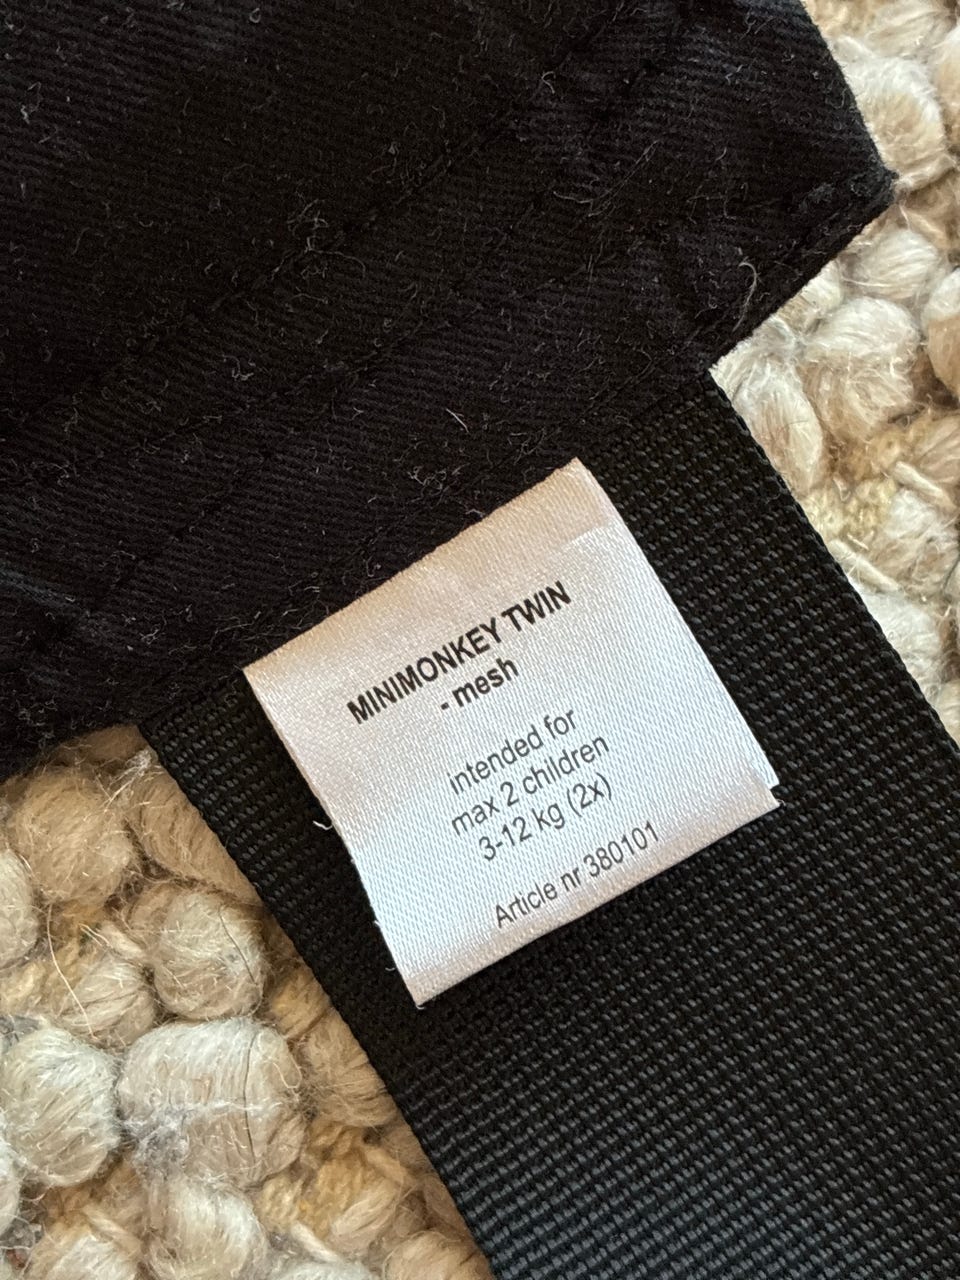 MINIMONKEY TWIN
- mesh
intended for
max 2 children
3-12 kg (2x)
Article nr 380101